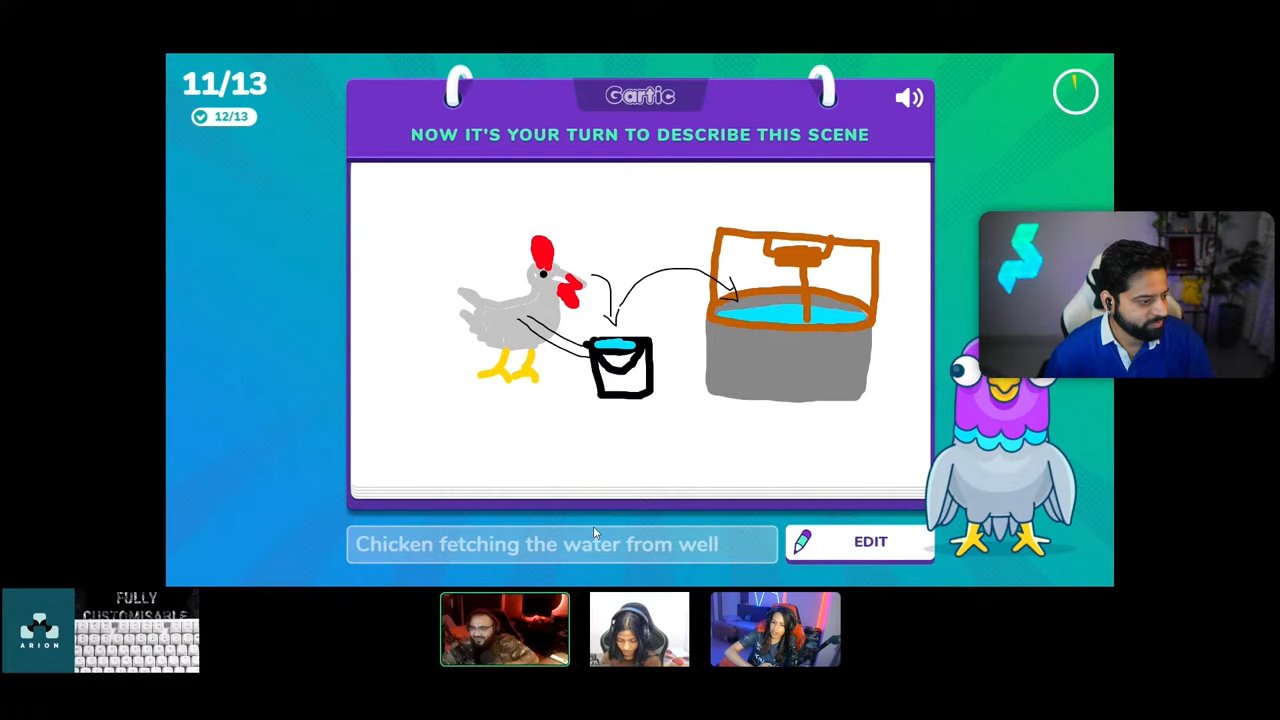 11/13
12/13
Gartic
NOW IT'S YOUR TURN TO DESCRIBE THIS SCENE
Chicken fetching the water from well
EDIT
ARION
FULLY
CUSTOMISABLE